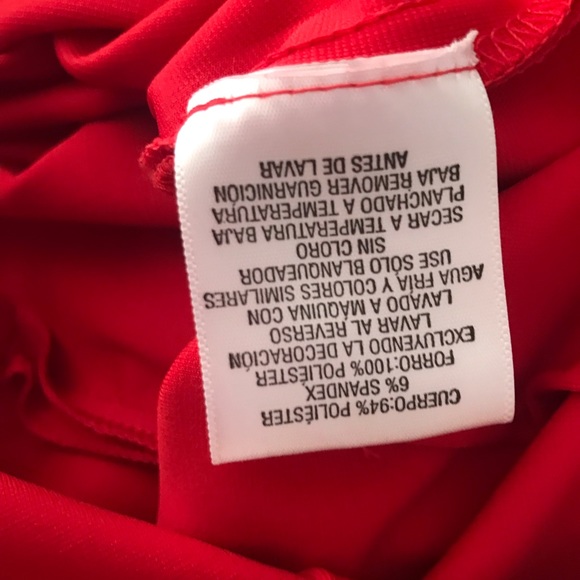 CUERPO:94% POLIÉSTER
6% SPANDEX
FORRO:100% POLIÉSTER
EXCLUYENDO LA DECORACIÓN
LAVAR AL REVERSO
LAVADO A MÁQUINA CON
AGUA FRÍA Y COLORES SIMILARES
USE SÓLO BLANQUEADOR
SIN CLORO
SECAR A TEMPERATURA BAJA
PLANCHADO A TEMPERATURA
BAJA REMOVER GUARNICIÓN
ANTES DE LAVAR